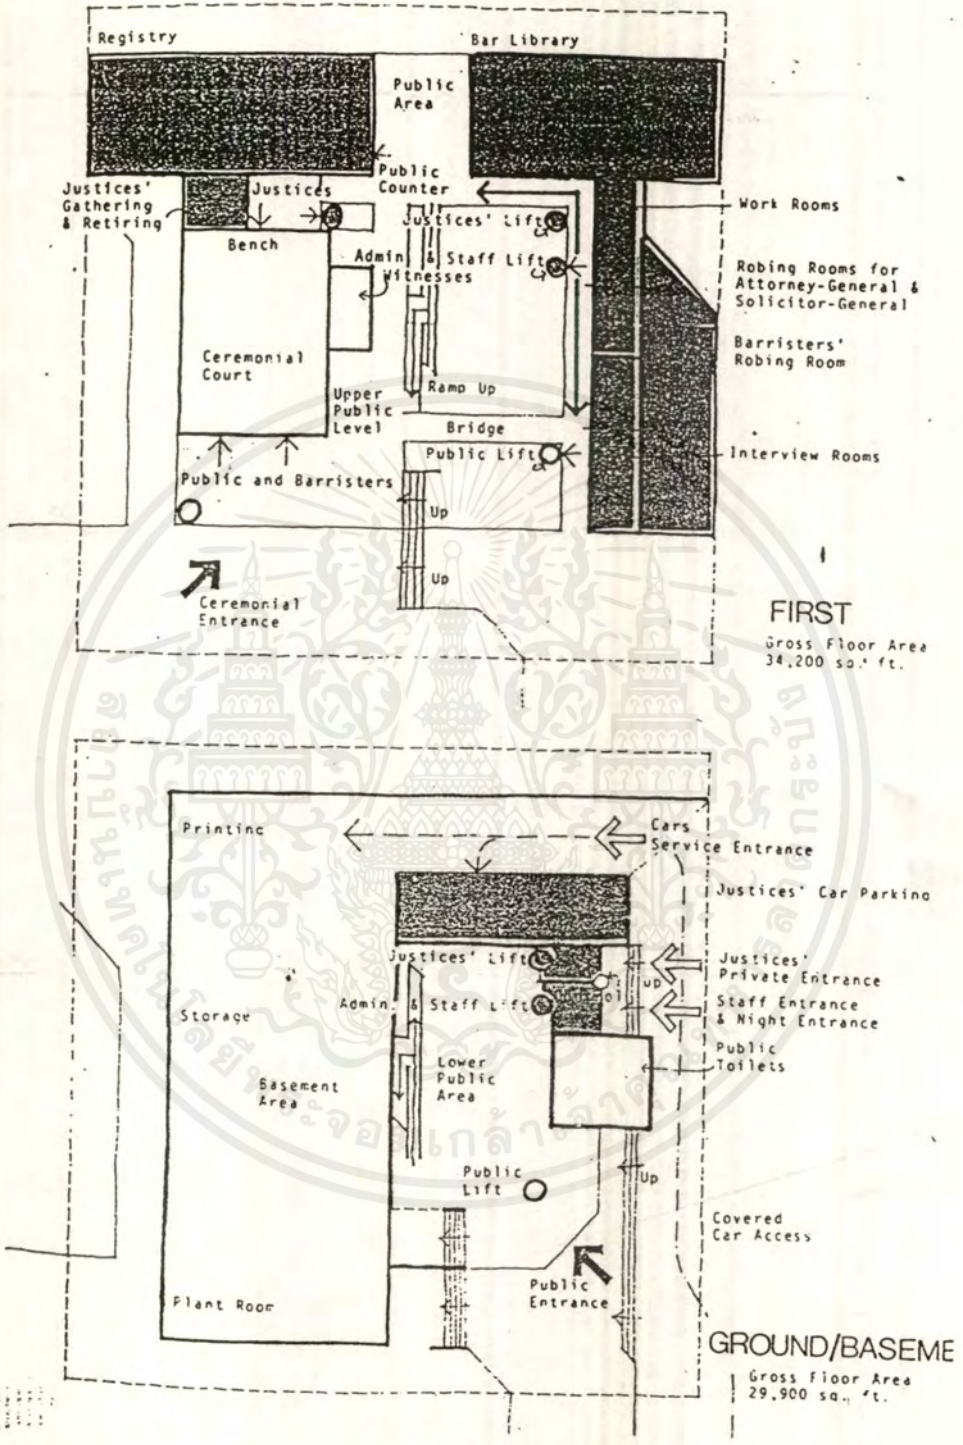 Registry
Bar Library
Public
Area
Public
Counter
Justices'
Gathering
& Retiring
Justices
Bench
Justices' Lift
Admin. & Staff Lift
Witnesses
Work Rooms
Robing Rooms for
Attorney-General &
Solicitor-General
Barristers'
Robing Room
Ceremonial
Court
Upper
Public
Level
Ramp Up
Bridge
Public Lift
Interview Rooms
Public and Barristers
Up
Up
Ceremonial
Entrance
FIRST
Gross Floor Area
34,200 sq. ft.
Printing
Cars
Service Entrance
Justices' Car Parking
Justices' Lift
up
Justices'
Private Entrance
Admin. & Staff Lift
Staff Entrance
& Night Entrance
Storage
Public
Toilets
Basement
Area
Lower
Public
Area
Public
Lift
Up
Covered
Car Access
Public
Entrance
Plant Room
GROUND/BASEME
Gross Floor Area
29,900 sq. ft.